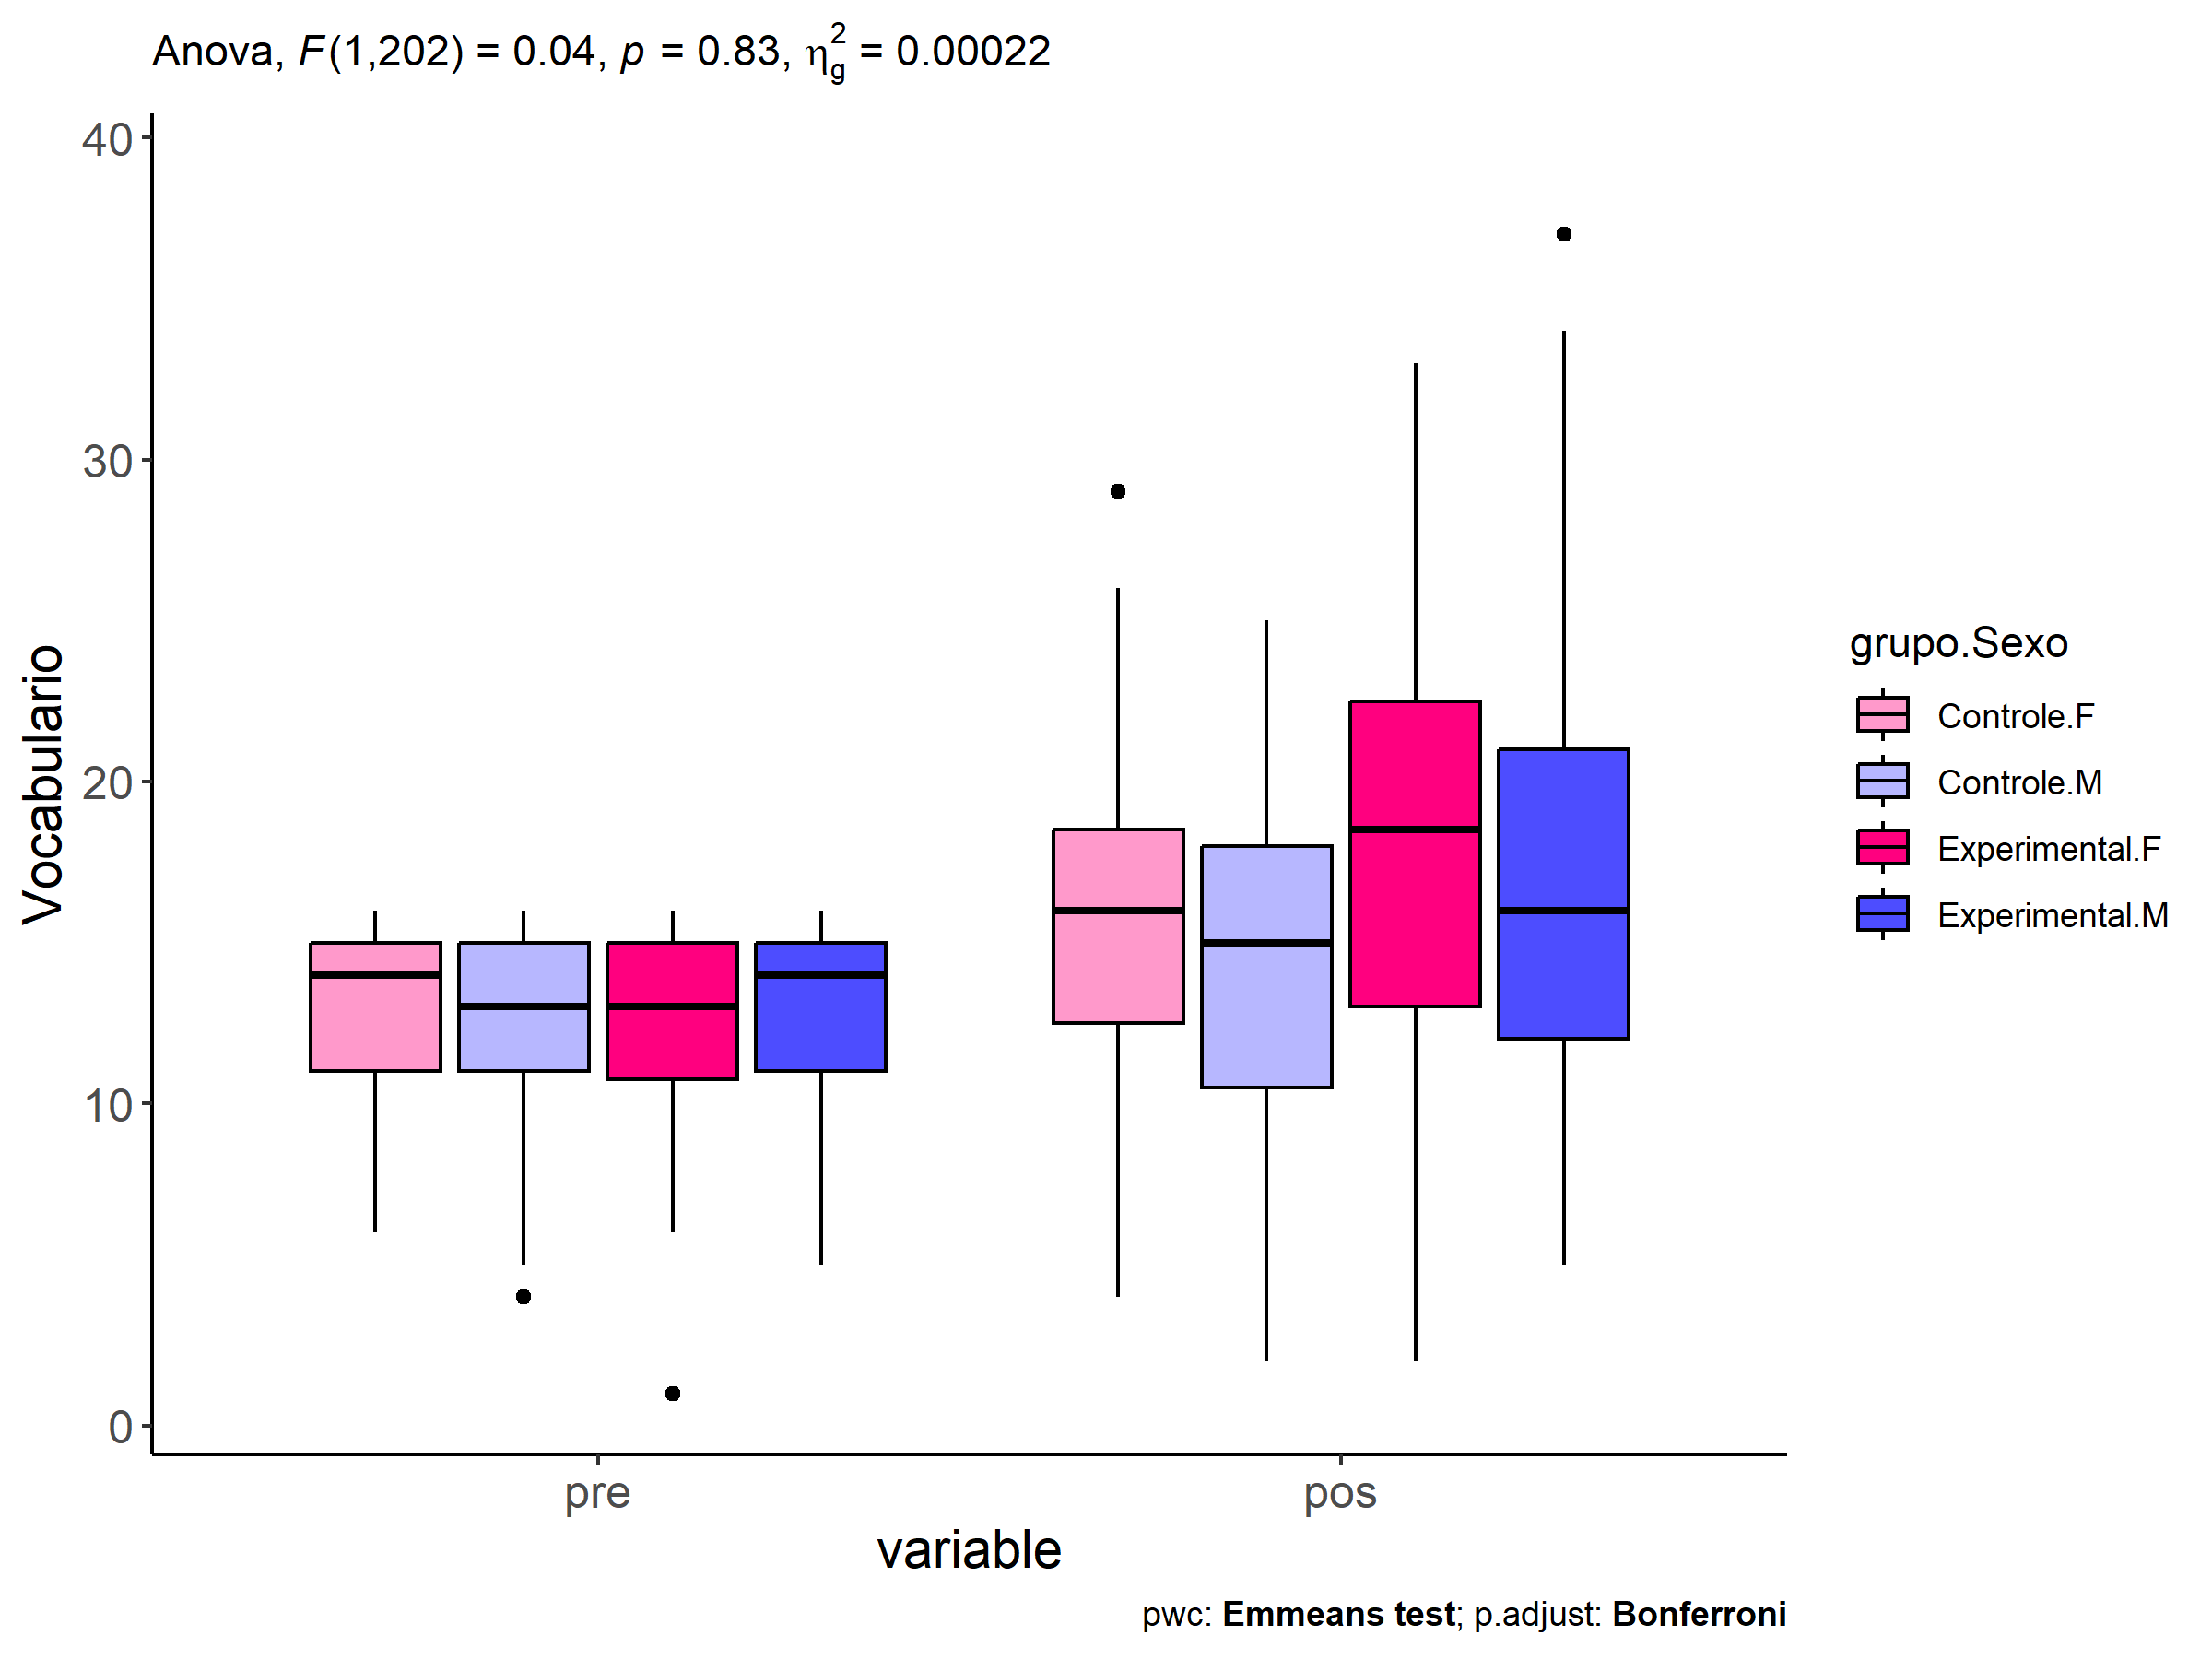 Anova, F(1,202) = 0.04, p = 0.83, η²g = 0.00022
40
30
20
10
0
Vocabulario
pre
pos
variable
grupo.Sexo
Controle.F
Controle.M
Experimental.F
Experimental.M
pwc: Emmeans test; p.adjust: Bonferroni